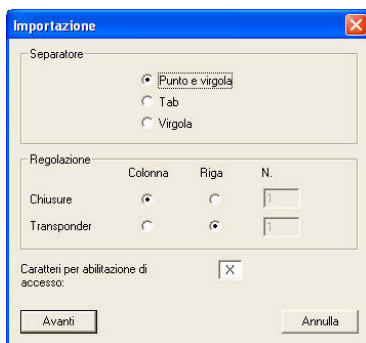 Importazione
Separatore
Punto e virgola
Tab
Virgola
Regolazione
Colonna Riga N.
Chiusure 1
Transponder 1
Caratteri per abilitazione di X
accesso:
Avanti Annulla